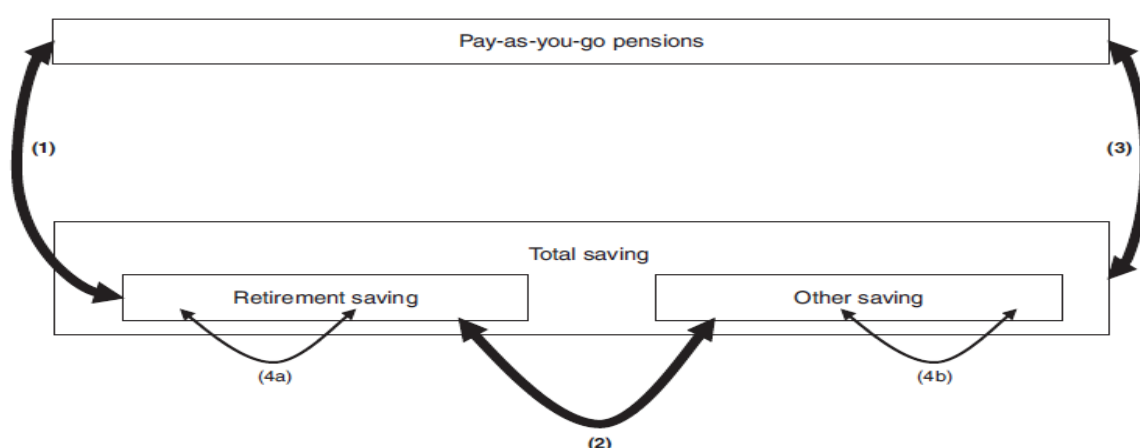 Pay-as-you-go pensions
(1)
(3)
Total saving
Retirement saving
Other saving
(4a)
(4b)
(2)